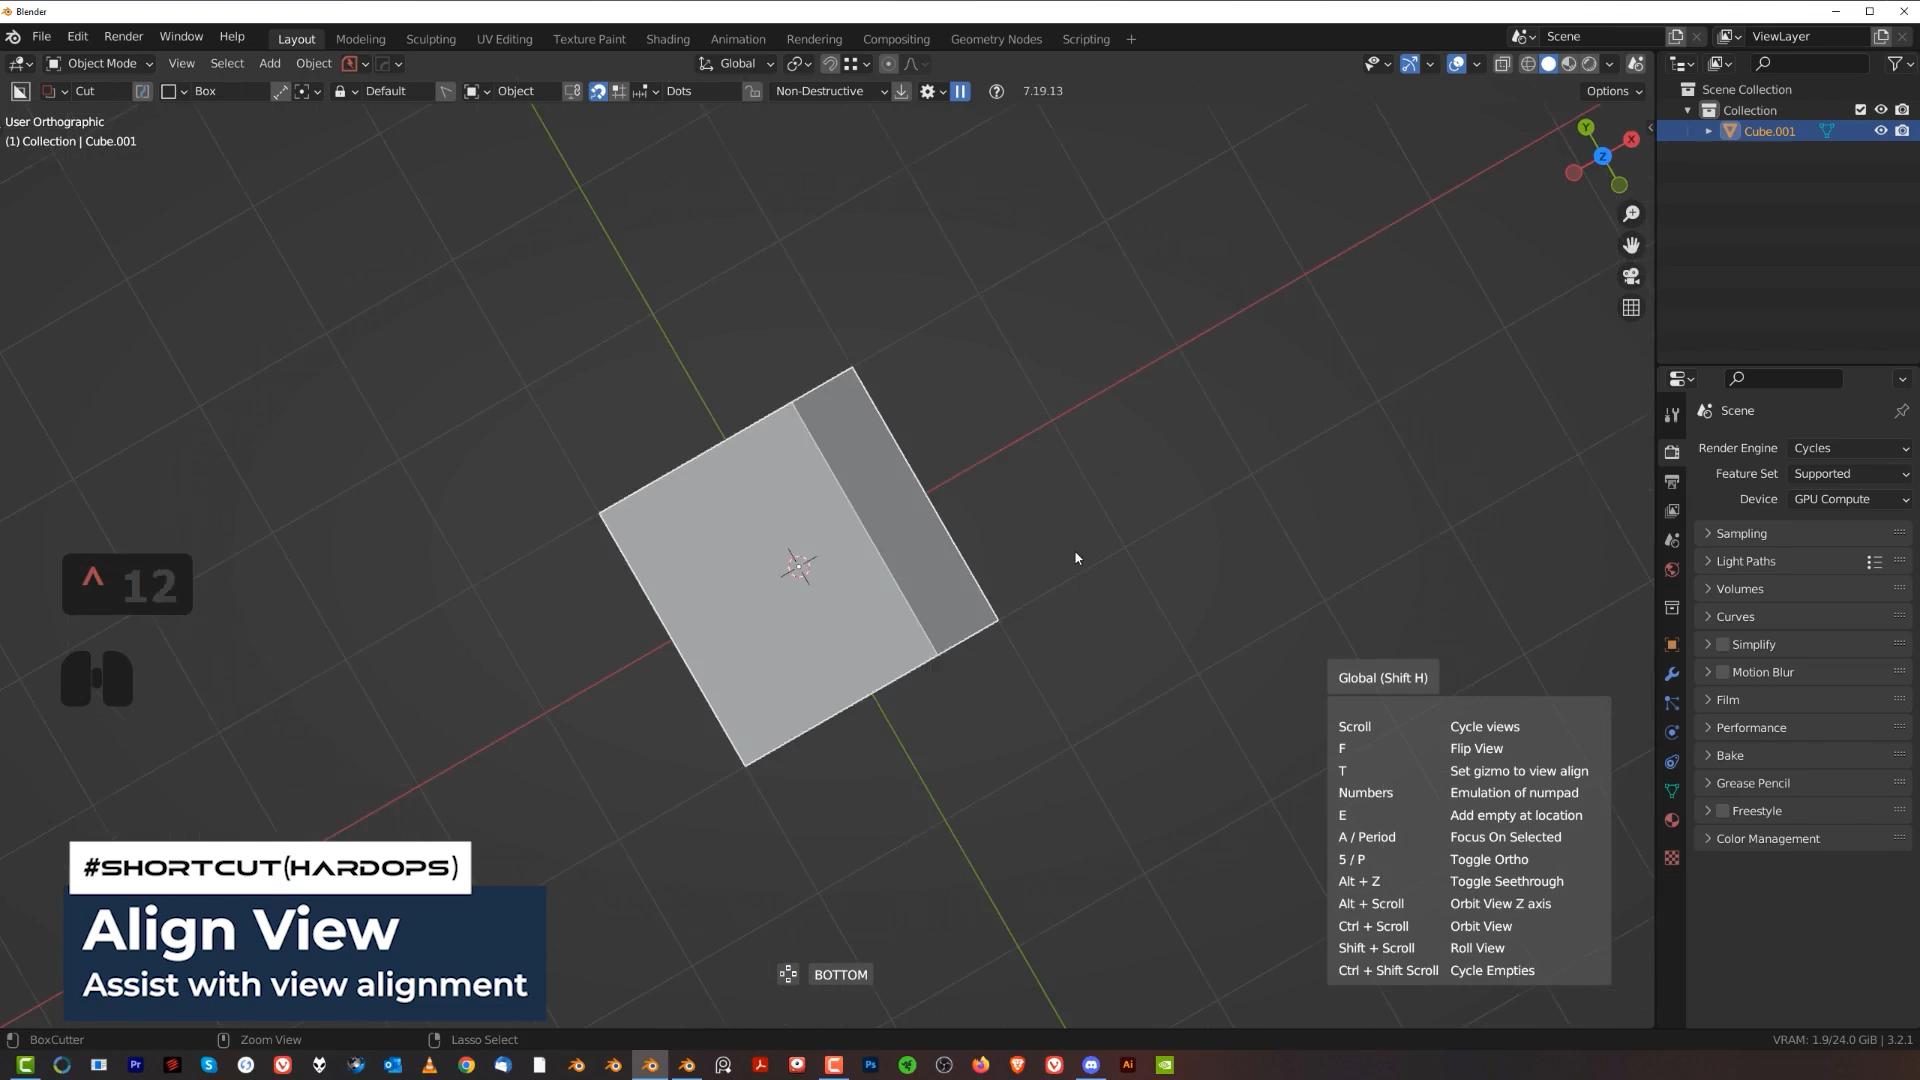 Blender
File Edit Render Window Help
Layout Modeling Sculpting UV Editing Texture Paint Shading Animation Rendering Compositing Geometry Nodes Scripting +
Scene
ViewLayer
Object Mode View Select Add Object
Global
Cut Box Default Object Dots Non-Destructive 7.19.13
Options
User Orthographic
(1) Collection | Cube.001
Y
X
Z
Scene Collection
Collection
Cube.001
Scene
Render Engine Cycles
Feature Set Supported
Device GPU Compute
Sampling
Light Paths
Volumes
Curves
Simplify
Motion Blur
Film
Performance
Bake
Grease Pencil
Freestyle
Color Management
^ 12
Global (Shift H)
Scroll Cycle views
F Flip View
T Set gizmo to view align
Numbers Emulation of numpad
E Add empty at location
A / Period Focus On Selected
5 / P Toggle Ortho
Alt + Z Toggle Seethrough
Alt + Scroll Orbit View Z axis
Ctrl + Scroll Orbit View
Shift + Scroll Roll View
Ctrl + Shift Scroll Cycle Empties
#SHORTCUT(HARDOPS)
Align View
Assist with view alignment
BOTTOM
BoxCutter Zoom View Lasso Select
VRAM: 1.9/24.0 GiB | 3.2.1
Pr
Ps
Ai